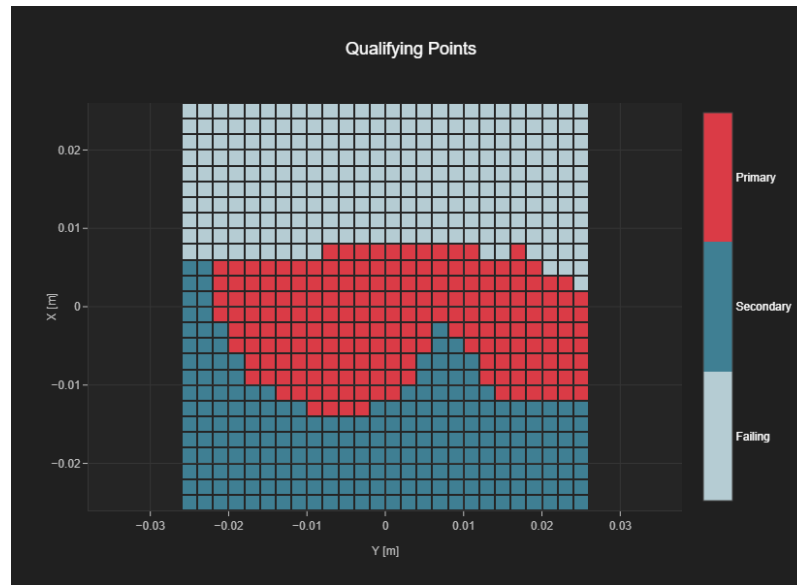 Qualifying Points
Primary
Secondary
Failing
X [m]
0.02
0.01
0
−0.01
−0.02
−0.03
−0.02
−0.01
0
0.01
0.02
0.03
Y [m]